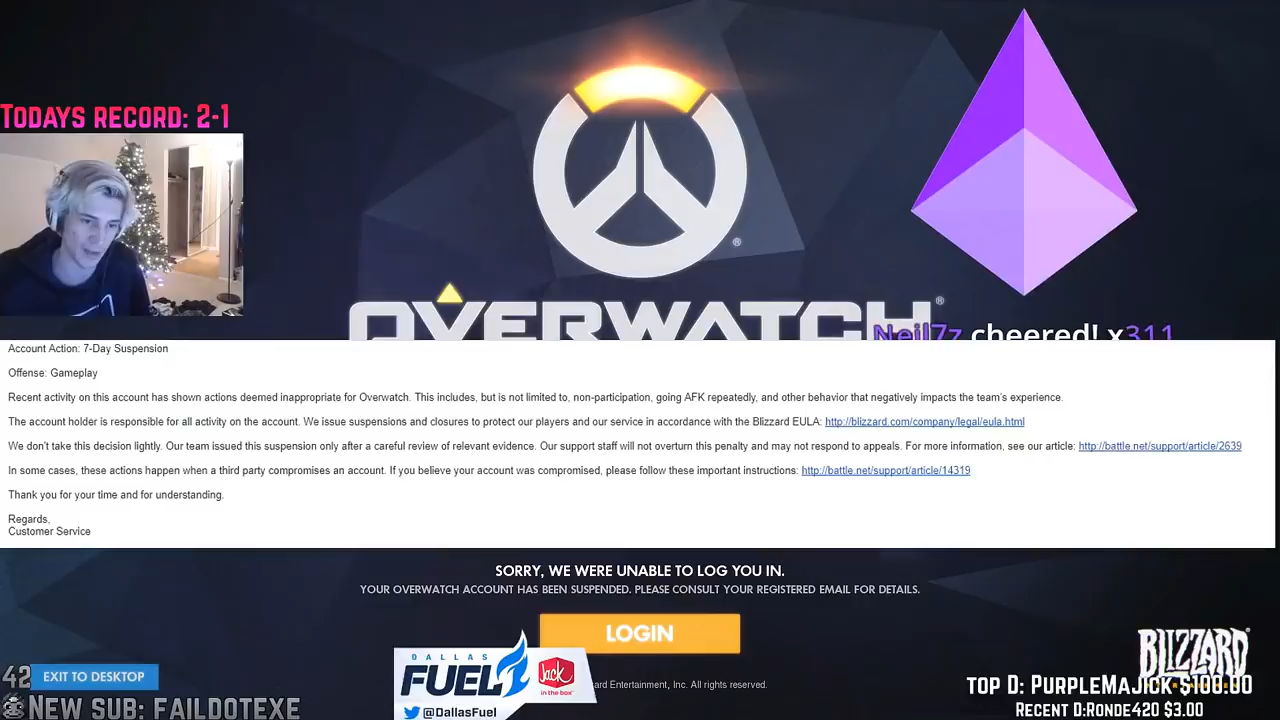 TODAYS RECORD: 2-1
OVERWATCH®
Neil7z cheered! x311
Account Action: 7-Day Suspension
Offense: Gameplay
Recent activity on this account has shown actions deemed inappropriate for Overwatch. This includes, but is not limited to, non-participation, going AFK repeatedly, and other behavior that negatively impacts the team's experience.
The account holder is responsible for all activity on the account. We issue suspensions and closures to protect our players and our service in accordance with the Blizzard EULA: http://blizzard.com/company/legal/eula.html
We don't take this decision lightly. Our team issued this suspension only after a careful review of relevant evidence. Our support staff will not overturn this penalty and may not respond to appeals. For more information, see our article: http://battle.net/support/article/2639
In some cases, these actions happen when a third party compromises an account. If you believe your account was compromised, please follow these important instructions: http://battle.net/support/article/14319
Thank you for your time and for understanding.
Regards,
Customer Service
SORRY, WE WERE UNABLE TO LOG YOU IN.
YOUR OVERWATCH ACCOUNT HAS BEEN SUSPENDED. PLEASE CONSULT YOUR REGISTERED EMAIL FOR DETAILS.
LOGIN
BLIZZARD
DALLAS
FUEL
Jack
in the box
@DallasFuel
Entertainment, Inc. All rights reserved.
42
EXIT TO DESKTOP
NEW SUB: FAILDOTEXE
TOP D: PURPLEMAJICK $100.00
RECENT D:RONDE420 $3.00